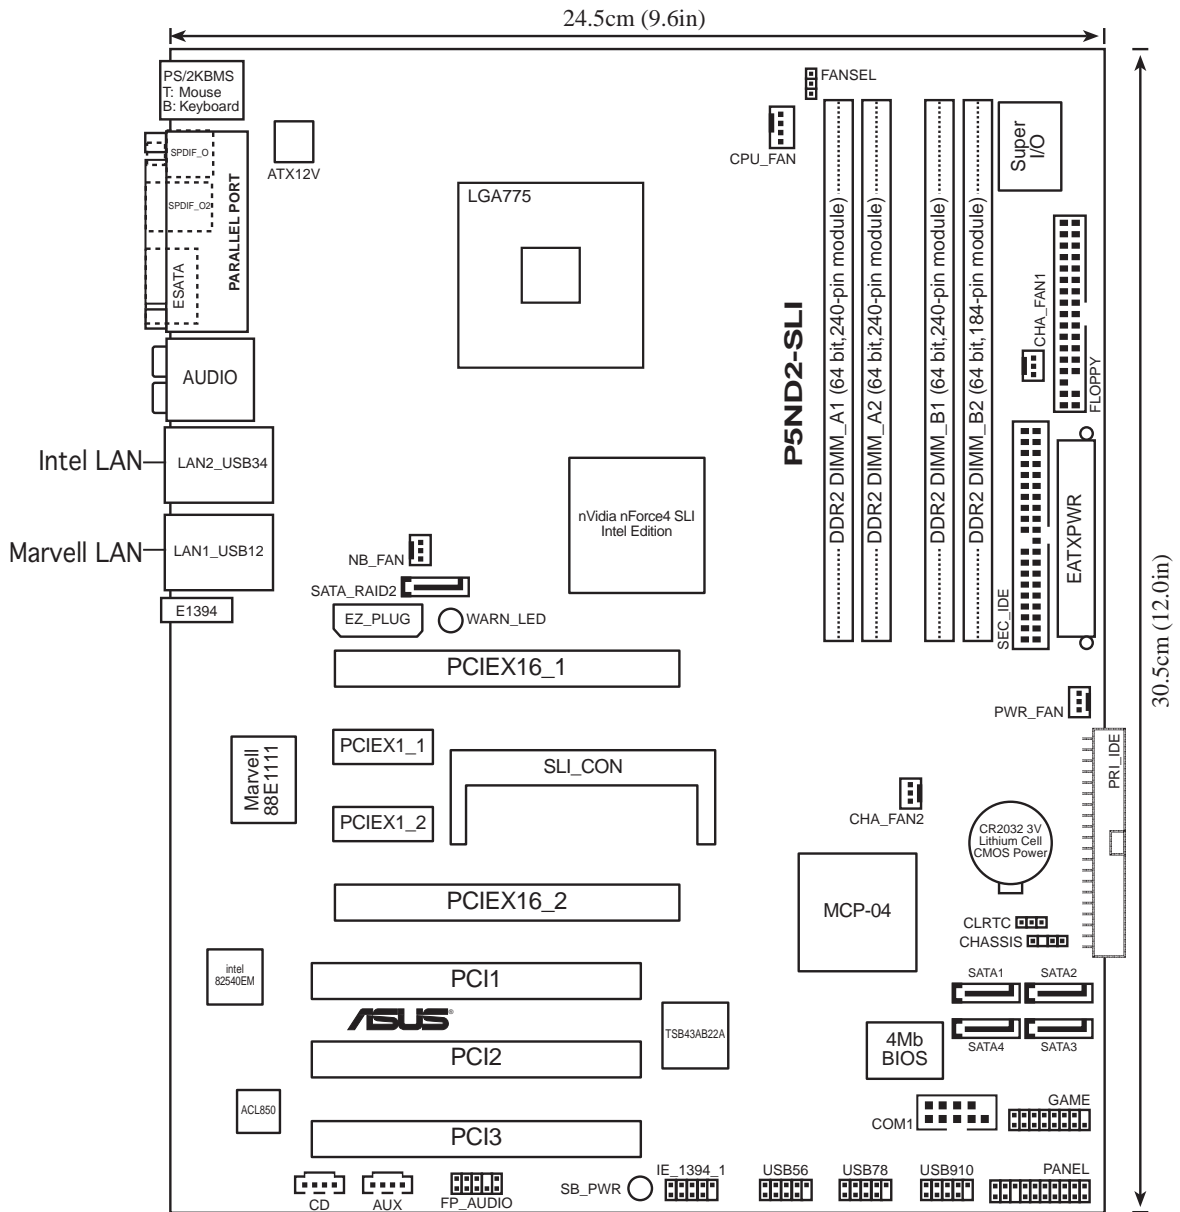 24.5cm (9.6in)
PS/2KBMS
T: Mouse
B: Keyboard
FANSEL
CPU_FAN
Super
I/O
SPDIF_O
SPDIF_O2
ESATA
PARALLEL PORT
ATX12V
LGA775
P5ND2-SLI
DDR2 DIMM_A1 (64 bit,240-pin module)
DDR2 DIMM_A2 (64 bit,240-pin module)
DDR2 DIMM_B1 (64 bit,240-pin module)
DDR2 DIMM_B2 (64 bit,184-pin module)
CHA_FAN1
FLOPPY
AUDIO
Intel LAN
LAN2_USB34
Marvell LAN
LAN1_USB12
nVidia nForce4 SLI
Intel Edition
SEC_IDE
EATXPWR
30.5cm (12.0in)
NB_FAN
SATA_RAID2
E1394
EZ_PLUG
WARN_LED
PCIEX16_1
PWR_FAN
PRI_IDE
Marvell
88E1111
PCIEX1_1
SLI_CON
PCIEX1_2
CHA_FAN2
CR2032 3V
Lithium Cell
CMOS Power
PCIEX16_2
MCP-04
CLRTC
CHASSIS
intel
82540EM
PCI1
SATA1
SATA2
ASUS®
TSB43AB22A
4Mb
BIOS
SATA4
SATA3
PCI2
ACL850
GAME
COM1
PCI3
CD
AUX
FP_AUDIO
SB_PWR
IE_1394_1
USB56
USB78
USB910
PANEL